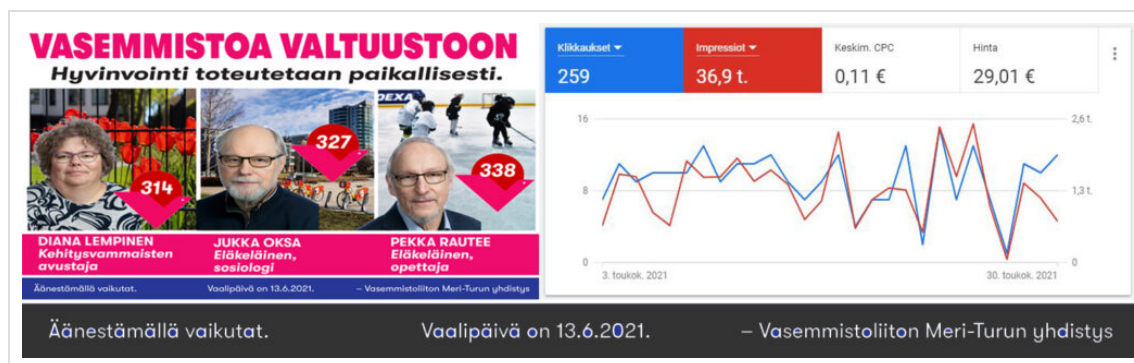 VASEMMISTOA VALTUUSTOON
Hyvinvointi toteutetaan paikallisesti.
DEXA
314
327
338
DIANA LEMPINEN
Kehitysvammaisten
avustaja
JUKKA OKSA
Eläkeläinen,
sosiologi
PEKKA RAUTEE
Eläkeläinen,
opettaja
Äänestämällä vaikutat. Vaalipäivä on 13.6.2021. – Vasemmistoliiton Meri-Turun yhdistys
Klikkaukset Impressiot Keskim. CPC Hinta
259 36,9 t. 0,11 € 29,01 €
16 2,6 t.
8 1,3 t.
0 0
3. toukok. 2021 30. toukok. 2021
Äänestämällä vaikutat. Vaalipäivä on 13.6.2021. – Vasemmistoliiton Meri-Turun yhdistys